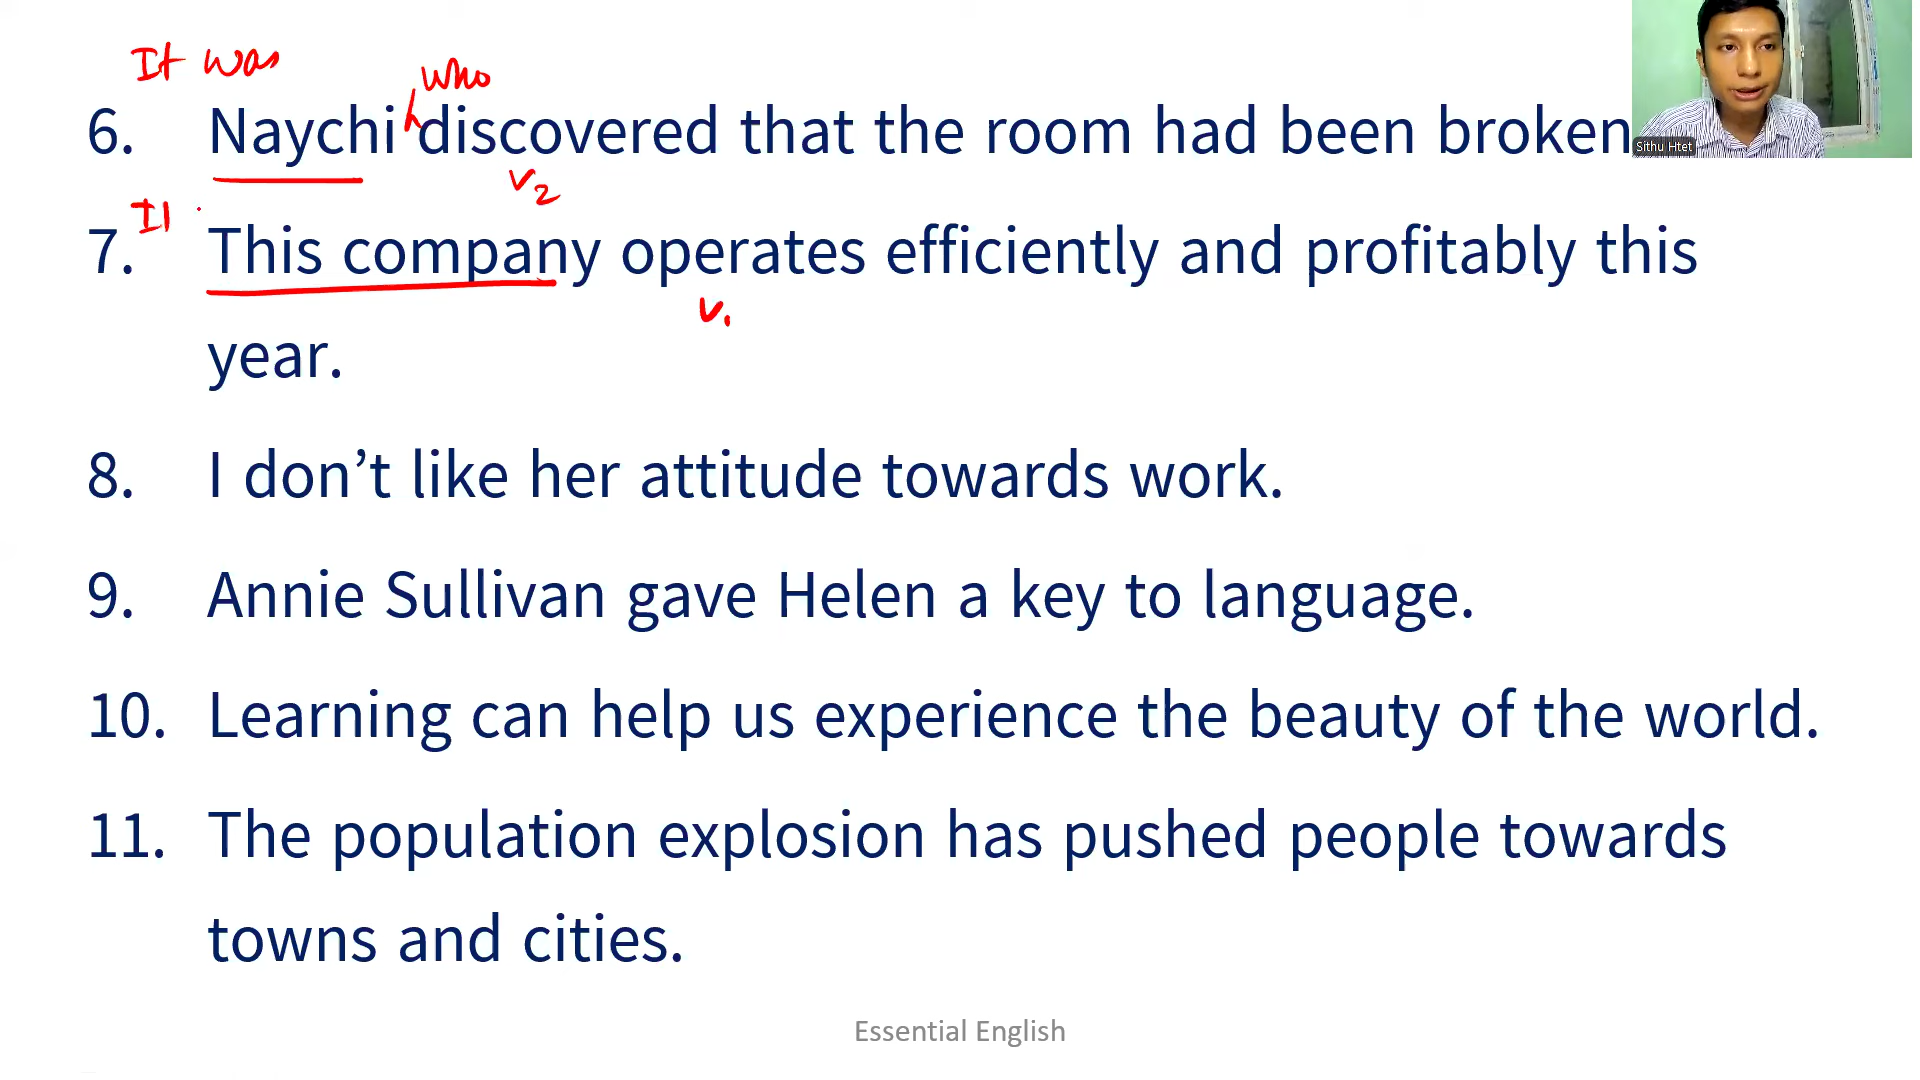 It was
who
6. Naychi discovered that the room had been broken
Sithu Htet
V2
It
7. This company operates efficiently and profitably this
V1
year.
8. I don’t like her attitude towards work.
9. Annie Sullivan gave Helen a key to language.
10. Learning can help us experience the beauty of the world.
11. The population explosion has pushed people towards
towns and cities.
Essential English